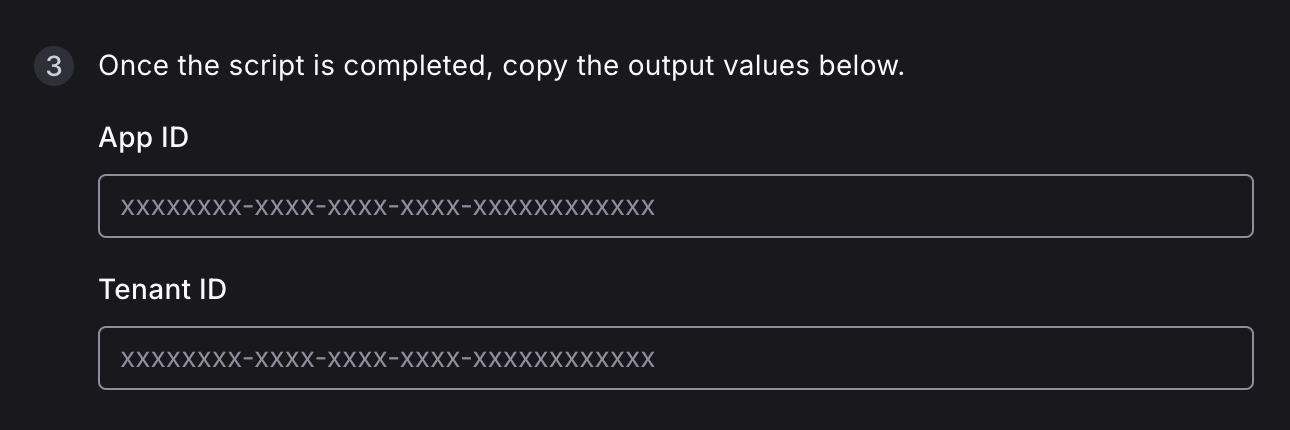 3 Once the script is completed, copy the output values below.
App ID
xxxxxxxx-xxxx-xxxx-xxxx-xxxxxxxxxxxx
Tenant ID
xxxxxxxx-xxxx-xxxx-xxxx-xxxxxxxxxxxx